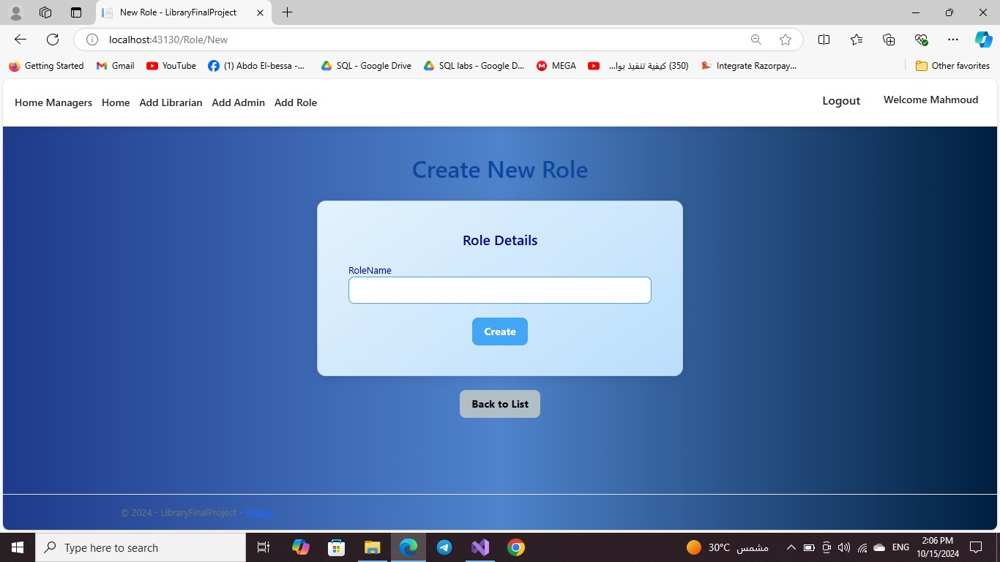 New Role - LibraryFinalProject
localhost:43130/Role/New
Getting Started
Gmail
YouTube
(1) Abdo El-bessa -...
SQL - Google Drive
SQL labs - Google D...
MEGA
(350) كيفية تنفيذ بوا...
Integrate Razorpay...
Other favorites
Home Managers Home Add Librarian Add Admin Add Role
Logout
Welcome Mahmoud
Create New Role
Role Details
RoleName
Create
Back to List
© 2024 - LibraryFinalProject - Privacy
Type here to search
30°C مشمس
ENG
2:06 PM
10/15/2024